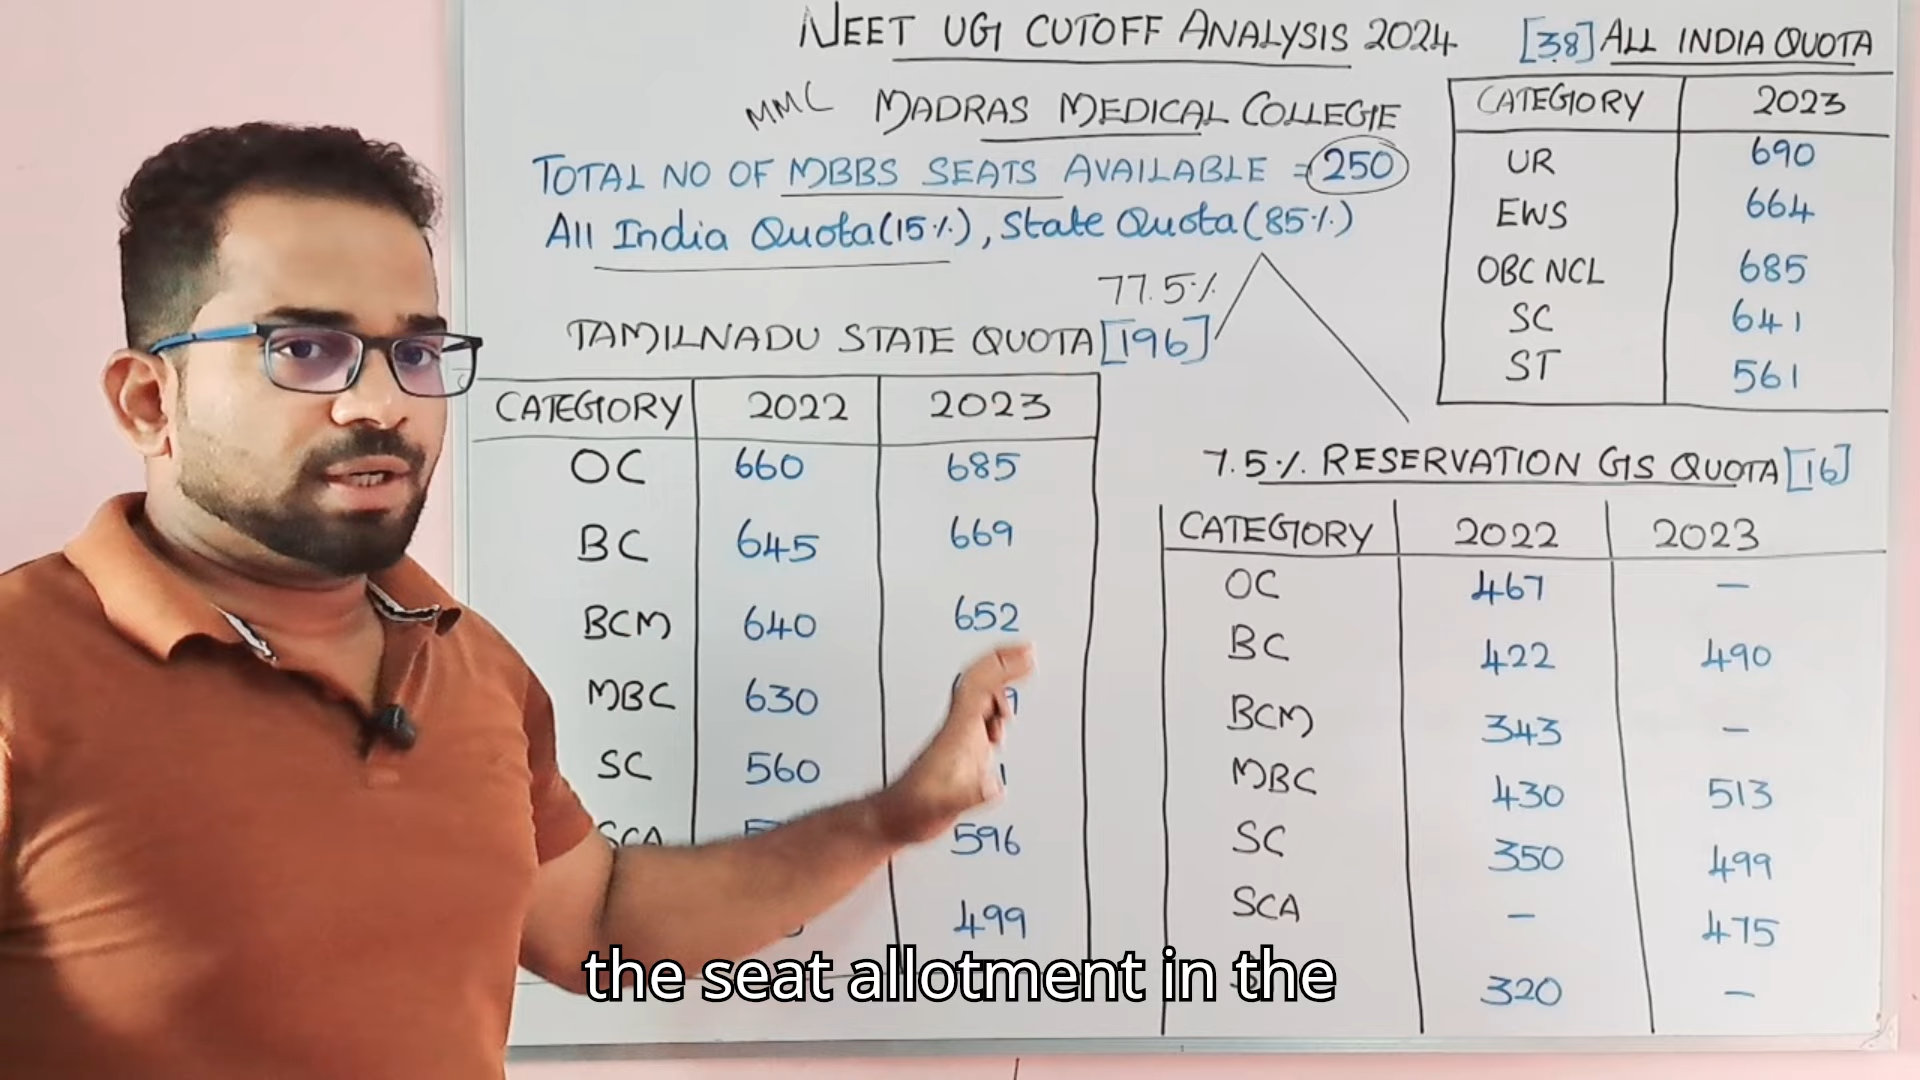 NEET UG CUTOFF ANALYSIS 2024
MMC MADRAS MEDICAL COLLEGE
TOTAL NO OF MBBS SEATS AVAILABLE = 250
All India Quota (15%), State Quota (85%)
77.5%
TAMILNADU STATE QUOTA [196]
CATEGORY 2022 2023
OC 660 685
BC 645 669
BCM 640 652
MBC 630
SC 560
SCA 596
499
[38] ALL INDIA QUOTA
CATEGORY 2023
UR 690
EWS 664
OBC NCL 685
SC 641
ST 561
7.5% RESERVATION GS QUOTA [16]
CATEGORY 2022 2023
OC 467 –
BC 422 490
BCM 343 –
MBC 430 513
SC 350 499
SCA – 475
320 –
the seat allotment in the